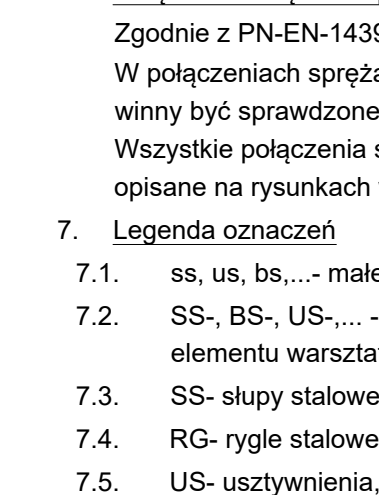 Zgodnie z PN-EN-1439
W połączeniach spręż
winny być sprawdzone
Wszystkie połączenia
opisane na rysunkach
7. Legenda oznaczeń
7.1. ss, us, bs,...- małe
7.2. SS-, BS-, US-,... -
elementu warszta
7.3. SS- słupy stalowe
7.4. RG- rygle stalowe
7.5. US- usztywnienia,